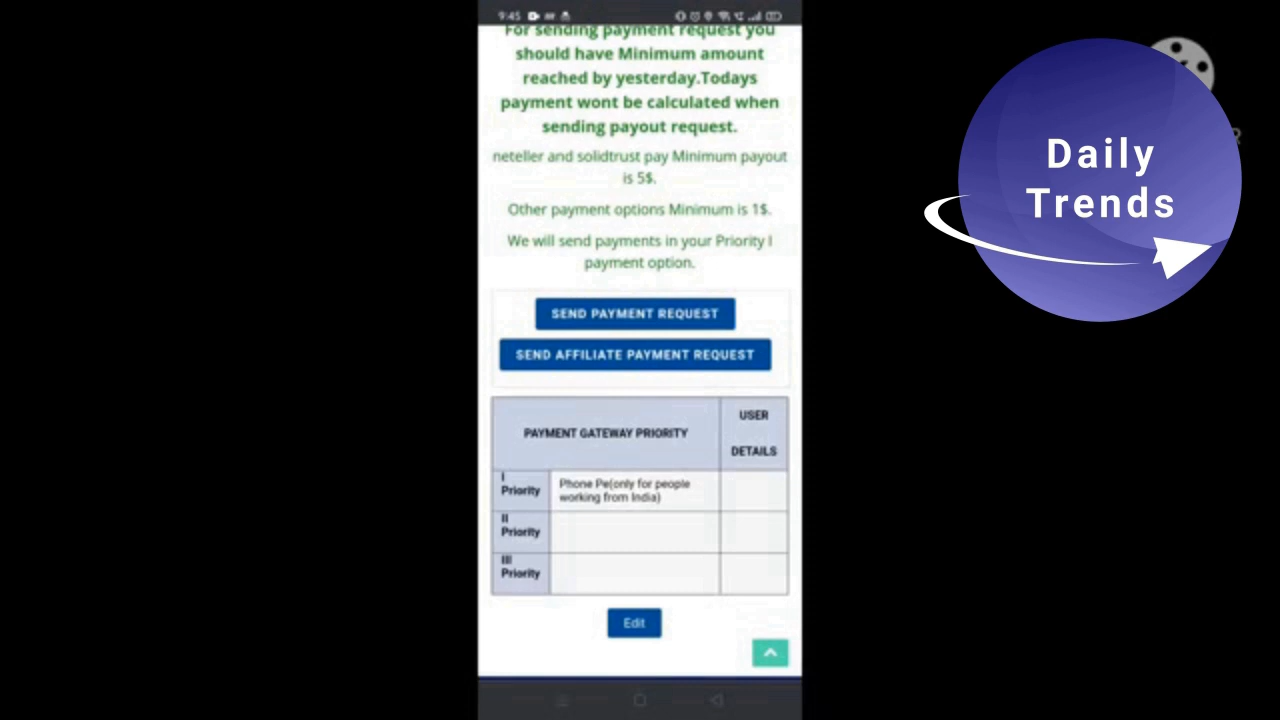 9:45
For sending payment request you
should have Minimum amount
reached by yesterday.Todays
payment wont be calculated when
sending payout request.
neteller and solidtrust pay Minimum payout
is 5$.
Other payment options Minimum is 1$.
We will send payments in your Priority I
payment option.
SEND PAYMENT REQUEST
SEND AFFILIATE PAYMENT REQUEST
PAYMENT GATEWAY PRIORITY
USER
DETAILS
I
Priority
Phone Pe(only for people
working from India)
II
Priority
III
Priority
Edit
Daily
Trends
R